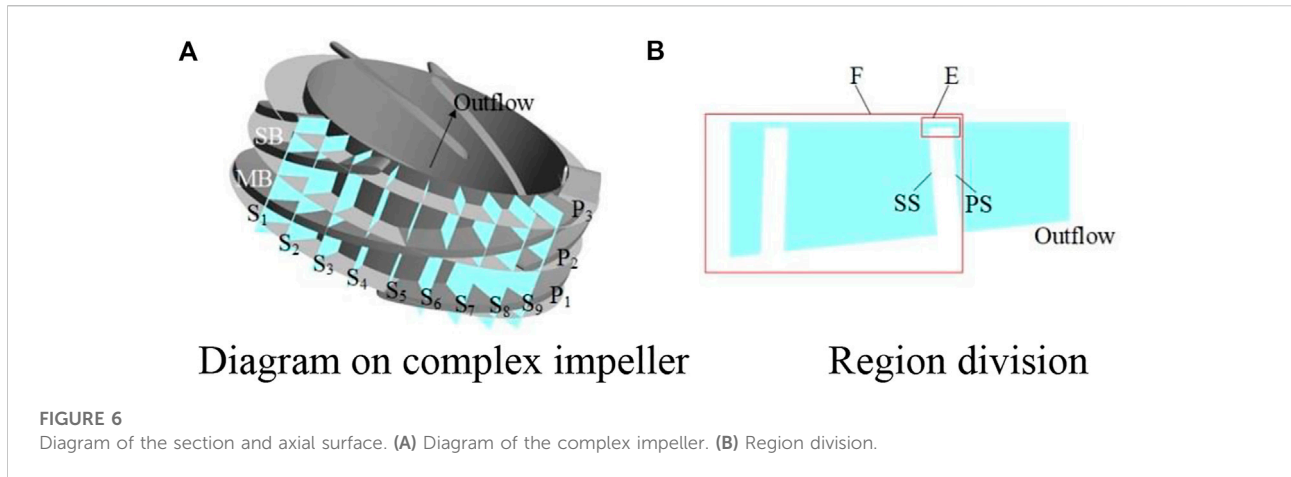 A
Outflow
SB
MB
S1
S2
S3
S4
S5
S6
S7
S8
S9
P3
P2
P1
Diagram on complex impeller
B
F
E
SS
PS
Outflow
Region division
FIGURE 6
Diagram of the section and axial surface. (A) Diagram of the complex impeller. (B) Region division.